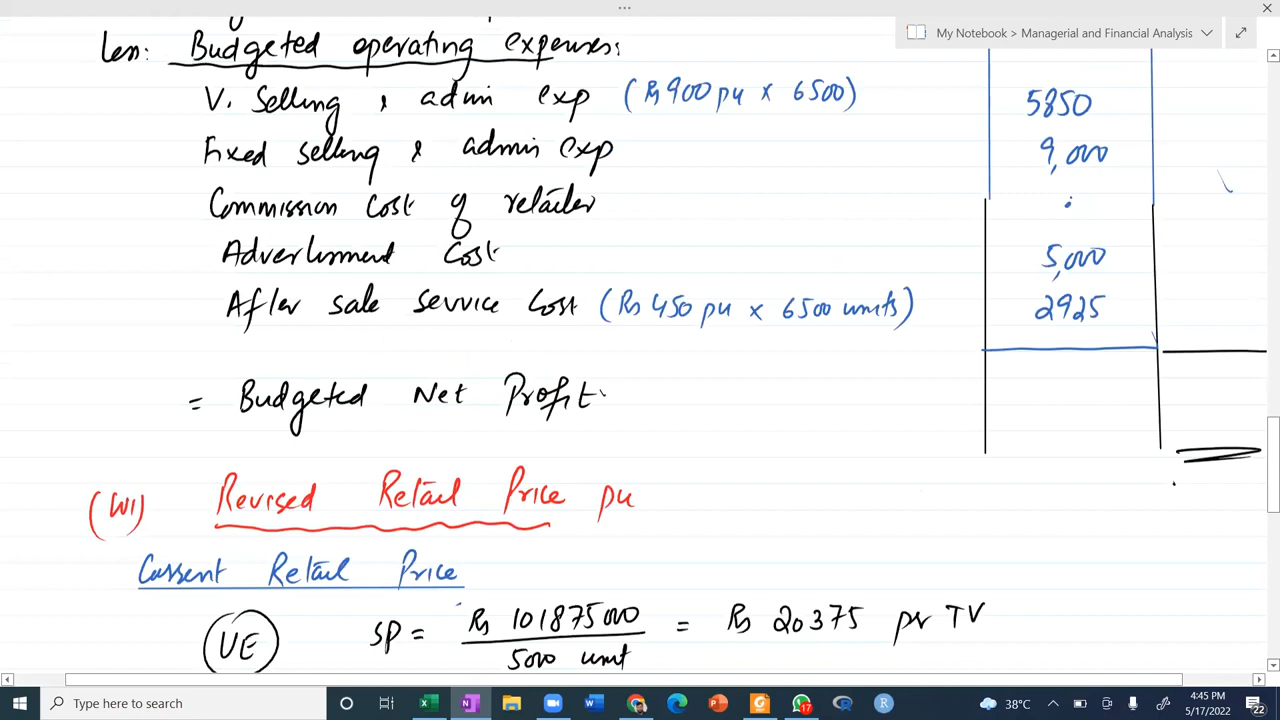 My Notebook > Managerial and Financial Analysis
Less: Budgeted operating expenses:
V. Selling & admin exp (Rs 900 pu x 6500) 5850
Fixed selling & admin exp 9,000
Commission Cost of retailer
Advertisment Cost 5,000
After sale service Cost (Rs 450 pu x 6500 units) 2925
= Budgeted Net Profit
(W1) Revised Retail Price pu
Current Retail Price
VE SP = Rs 101875000 = Rs 20375 per TV
5000 unit
Type here to search
17
38°C
4:45 PM
5/17/2022
22